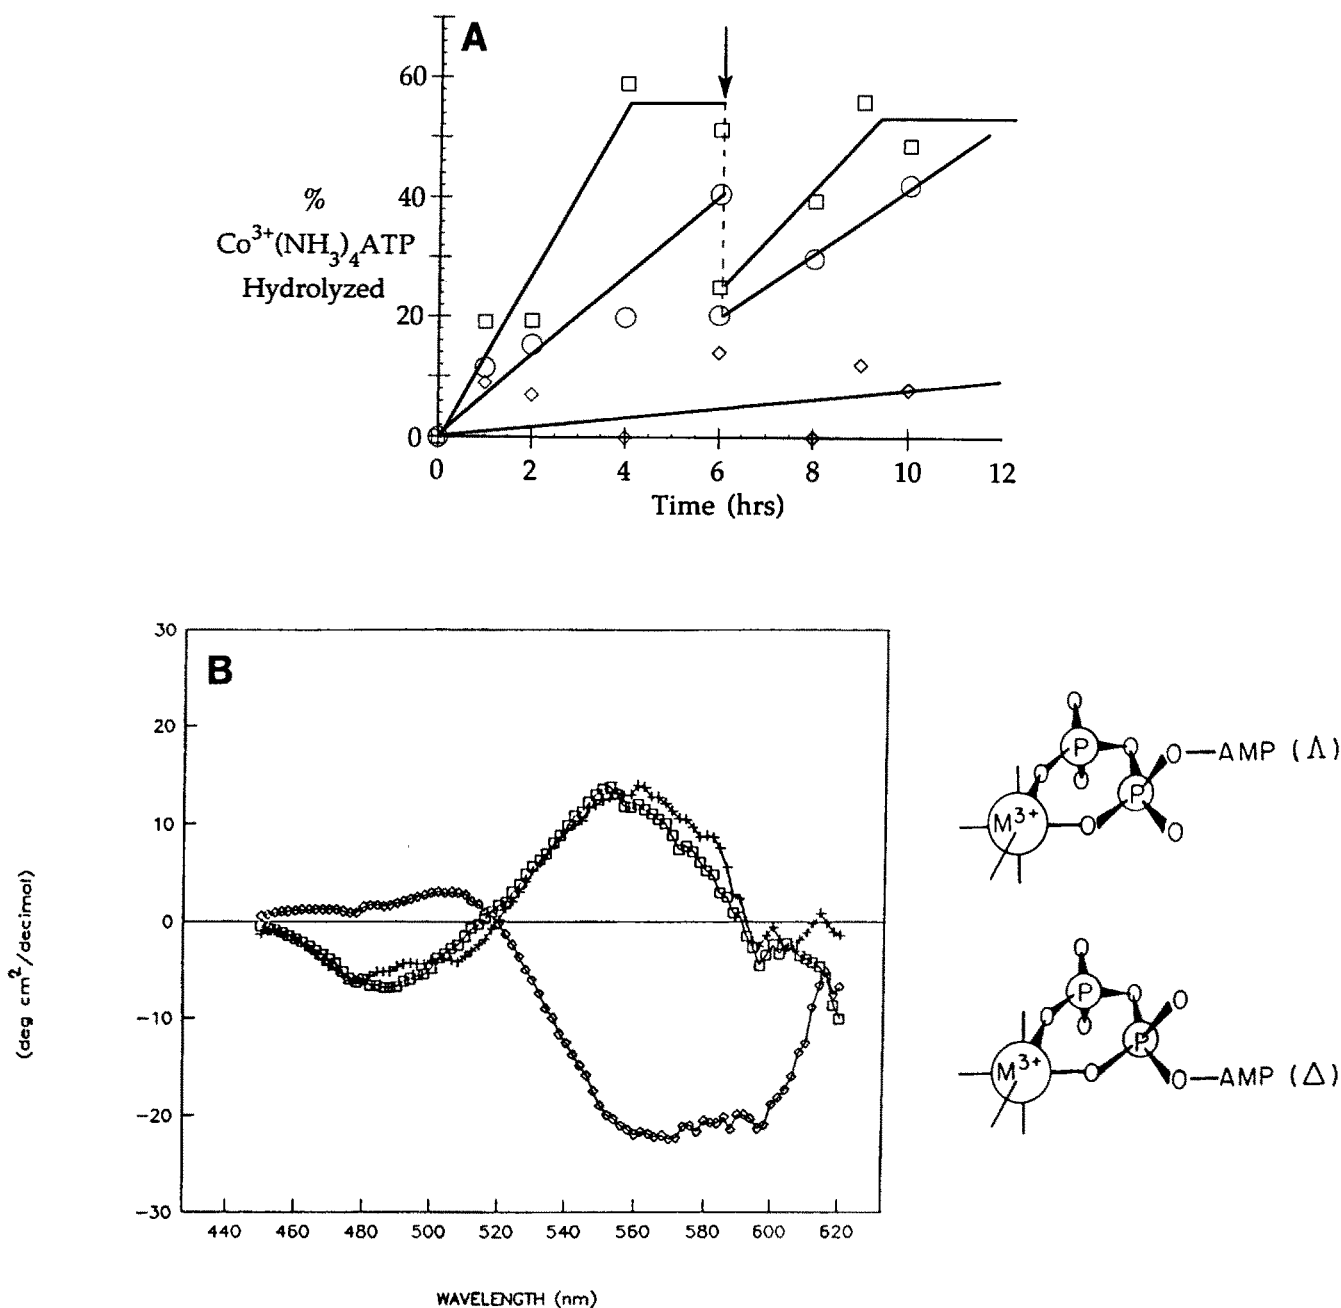 A
60
40
20
0
%
Co3+(NH3)4ATP
Hydrolyzed
0 2 4 6 8 10 12
Time (hrs)
B
30
20
10
0
−10
−20
−30
(deg cm2/decimol)
440 460 480 500 520 540 560 580 600 620
WAVELENGTH (nm)
O
P O O—AMP (Λ)
O O P
M3+ O O
O
P O O
O O P
M3+ O O—AMP (Δ)